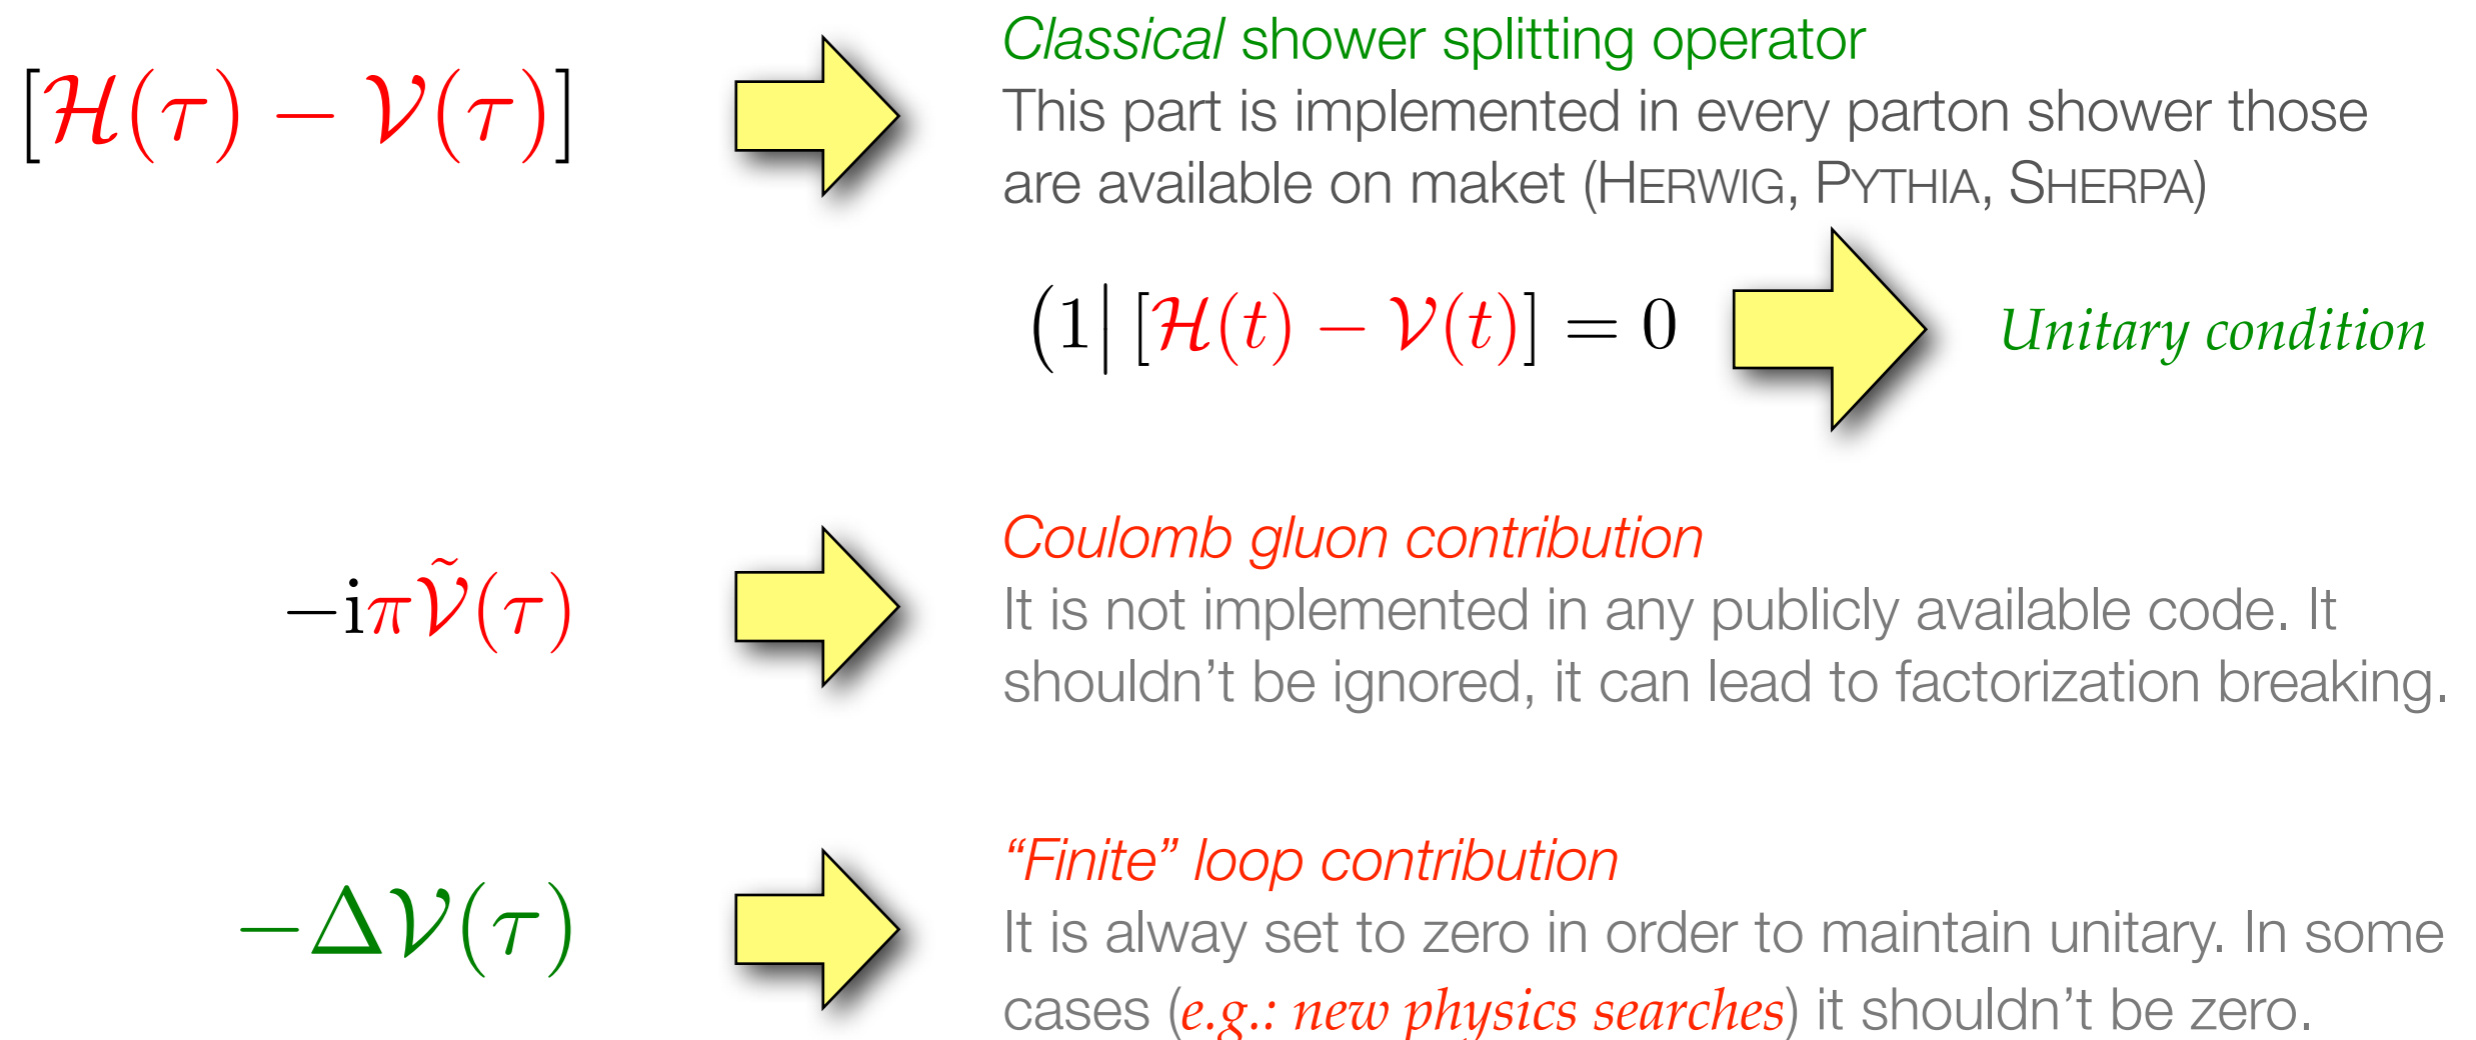 [ℋ(τ) − 𝒱(τ)]
Classical shower splitting operator
This part is implemented in every parton shower those
are available on maket (HERWIG, PYTHIA, SHERPA)
(1| [ℋ(t) − 𝒱(t)] = 0
Unitary condition
−iπ𝒱̃(τ)
Coulomb gluon contribution
It is not implemented in any publicly available code. It
shouldn’t be ignored, it can lead to factorization breaking.
−Δ𝒱(τ)
“Finite” loop contribution
It is alway set to zero in order to maintain unitary. In some
cases (e.g.: new physics searches) it shouldn’t be zero.